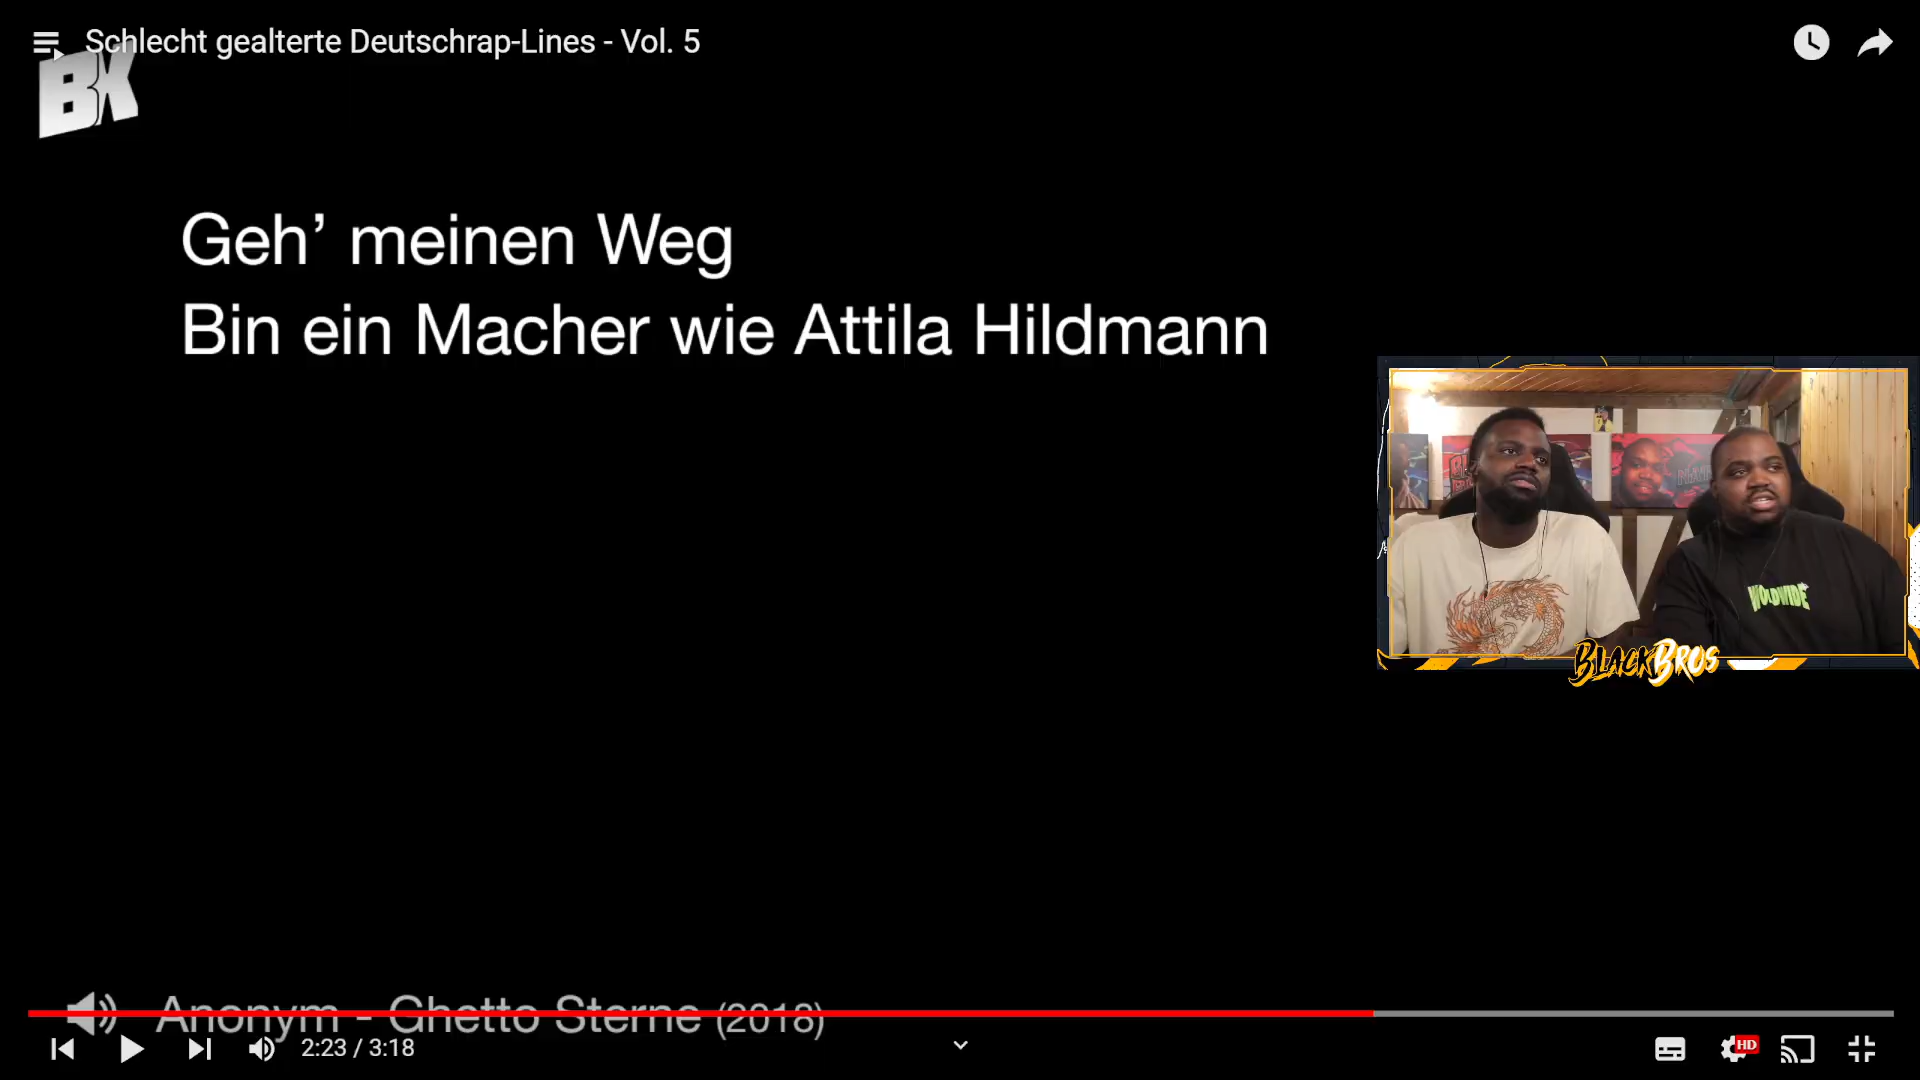 Schlecht gealterte Deutschrap-Lines - Vol. 5
BK
Geh’ meinen Weg
Bin ein Macher wie Attila Hildmann
WORLDWIDE
BLACKBROS
Anonym - Ghetto Sterne (2018)
2:23 / 3:18
HD